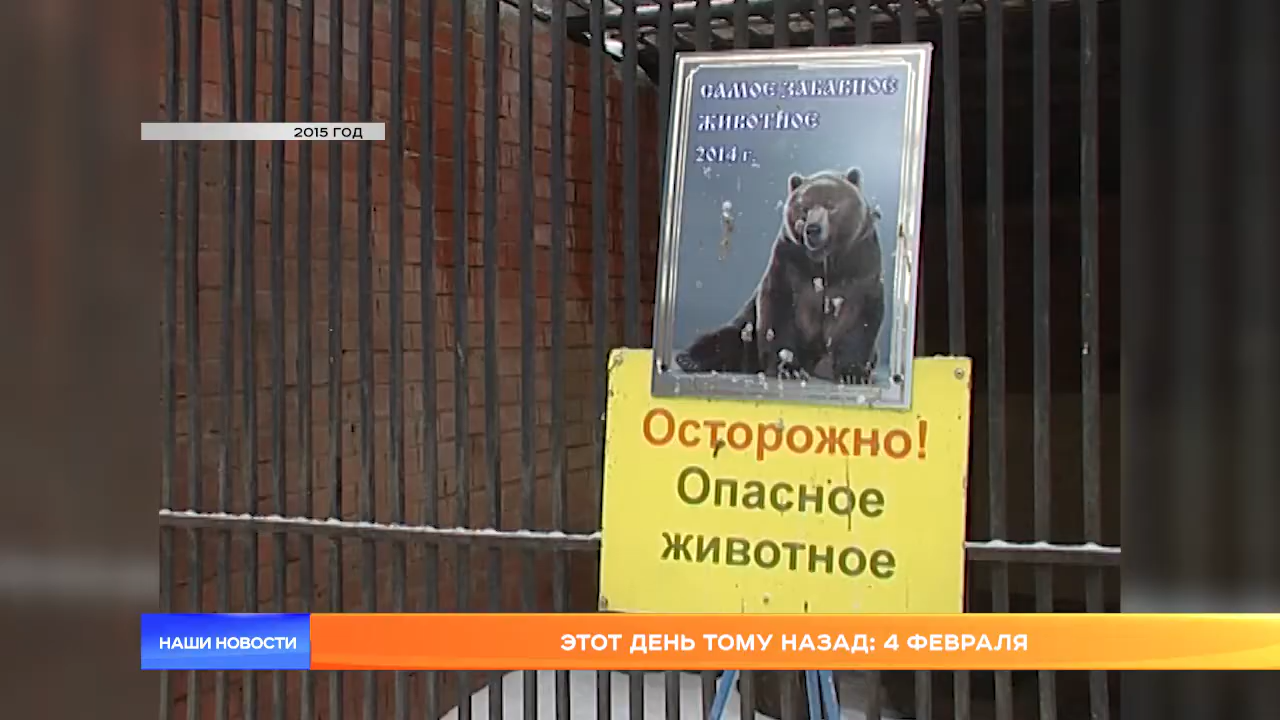 2015 ГОД
САМОЕ ЗАБАВНОЕ
ЖИВОТНОЕ
2014 г.
Осторожно!
Опасное
животное
НАШИ НОВОСТИ
ЭТОТ ДЕНЬ ТОМУ НАЗАД: 4 ФЕВРАЛЯ